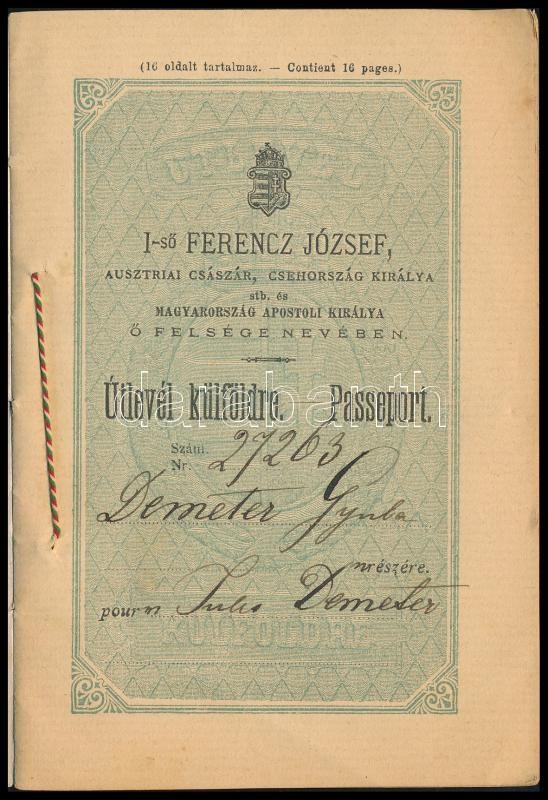 (16 oldalt tartalmaz. — Contient 16 pages.)
I-ső FERENCZ JÓZSEF,
AUSZTRIAI CSÁSZÁR, CSEHORSZÁG KIRÁLYA
stb. és
MAGYARORSZÁG APOSTOLI KIRÁLYA
Ő FELSÉGE NEVÉBEN.
Útlevél külföldre. — Passeport.
darabanth
Szám.
Nr. 27263
Demeter Gyula
részére.
pour Jules Demeter